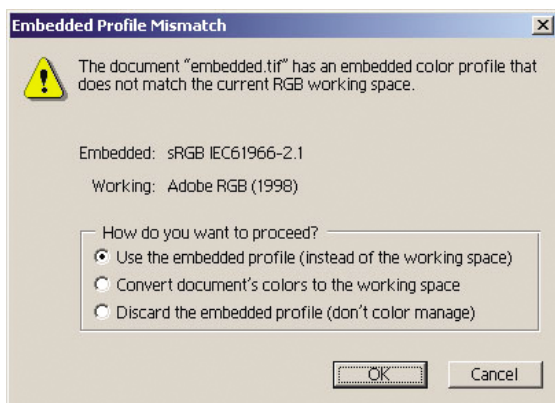 Embedded Profile Mismatch
The document "embedded.tif" has an embedded color profile that
does not match the current RGB working space.
Embedded: sRGB IEC61966-2.1
Working: Adobe RGB (1998)
How do you want to proceed?
Use the embedded profile (instead of the working space)
Convert document's colors to the working space
Discard the embedded profile (don't color manage)
OK Cancel